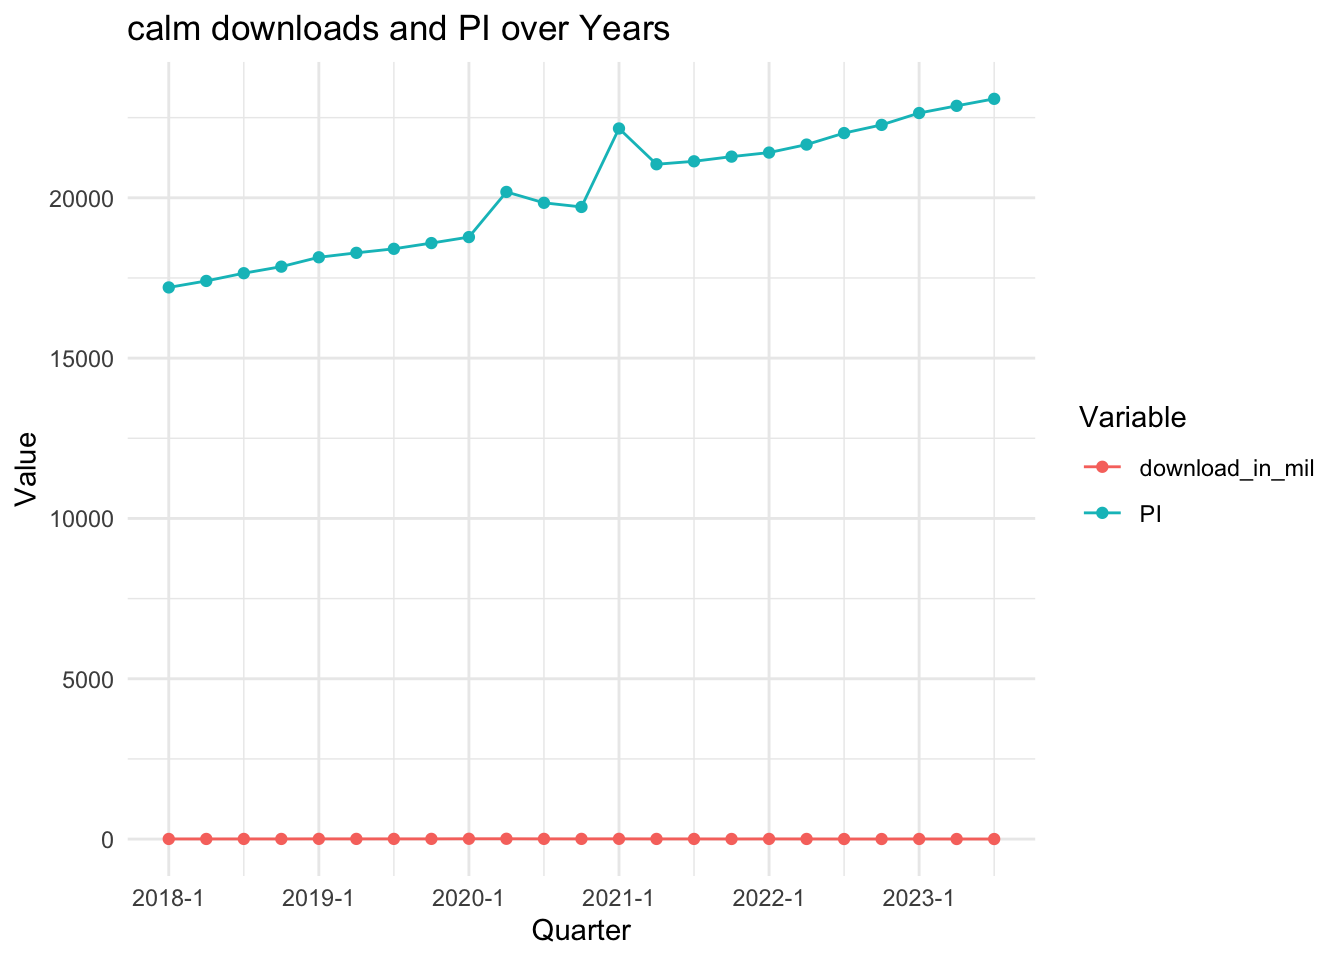 calm downloads and PI over Years
Value
20000
15000
10000
5000
0
2018-1 2019-1 2020-1 2021-1 2022-1 2023-1
Quarter
Variable
download_in_mil
PI